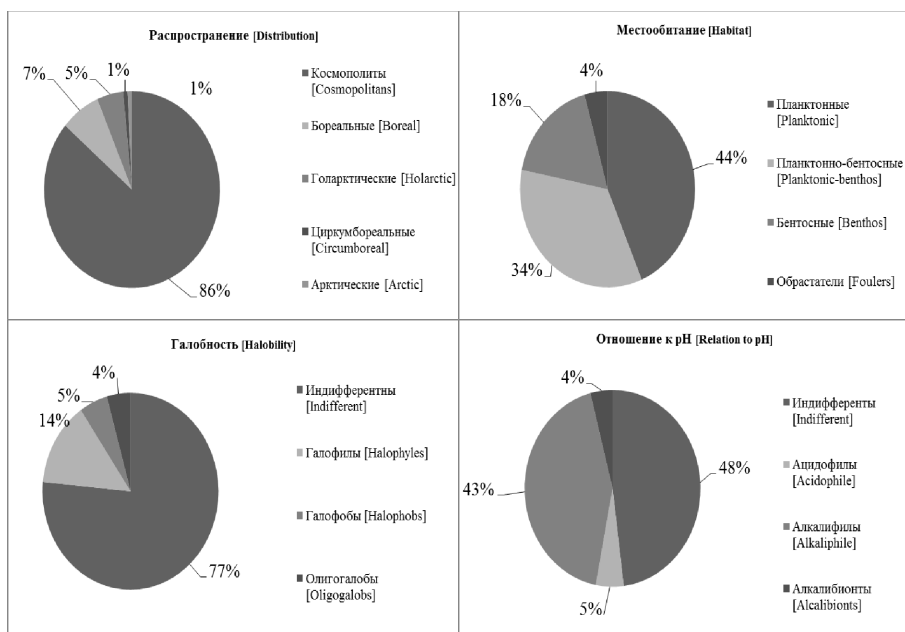 Распространение [Distribution]
7%
5%
1%
1%
86%
Космополиты
[Cosmopolitans]
Бореальные [Boreal]
Голарктические [Holarctic]
Циркумбореальные
[Circumboreal]
Арктические [Arctic]
Местообитание [Habitat]
4%
18%
44%
34%
Планктонные
[Planktonic]
Планктонно-бентосные
[Planktonic-benthos]
Бентосные [Benthos]
Обрастатели [Foulers]
Галобность [Halobility]
4%
5%
14%
77%
Индифферентны
[Indifferent]
Галофилы [Halophyles]
Галофобы [Halophobs]
Олигогалобы
[Oligogalobs]
Отношение к pH [Relation to pH]
4%
43%
48%
5%
Индифференты
[Indifferent]
Ацидофилы
[Acidophile]
Алкалифилы
[Alkaliphile]
Алкалибионты
[Alcalibionts]